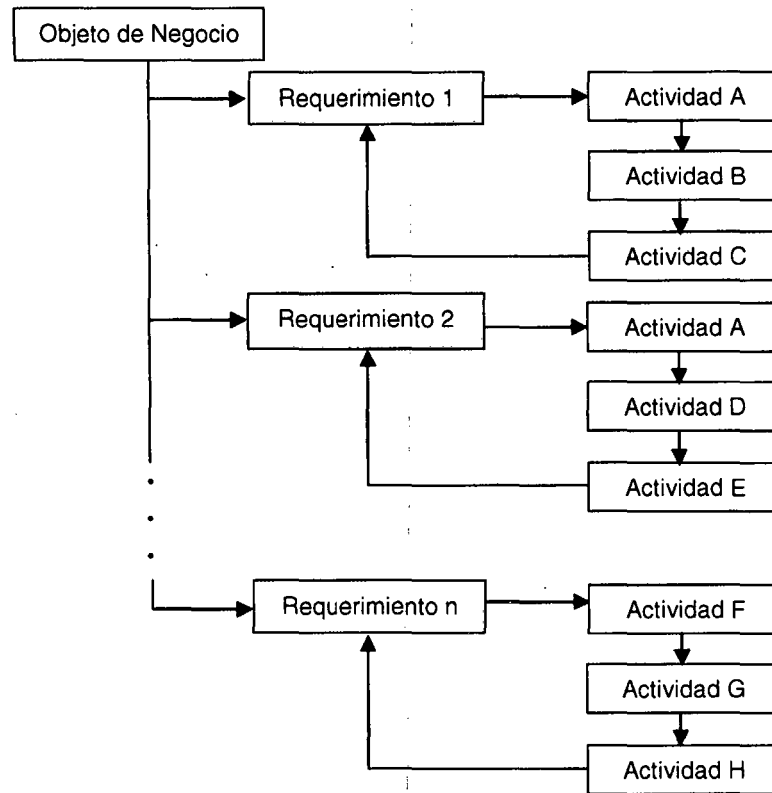 Objeto de Negocio
Requerimiento 1
Actividad A
Actividad B
Actividad C
Requerimiento 2
Actividad A
Actividad D
Actividad E
Requerimiento n
Actividad F
Actividad G
Actividad H